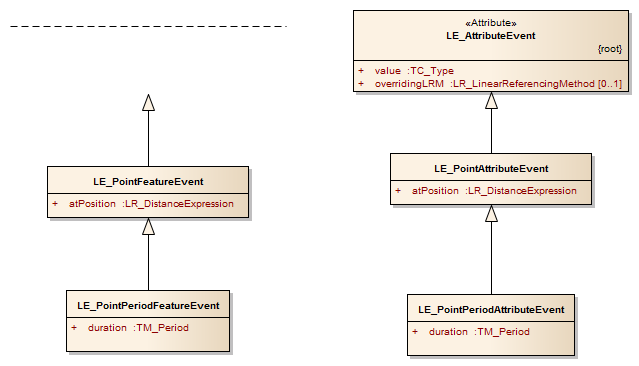 «Attribute»
LE_AttributeEvent
{root}
+ value :TC_Type
+ overridingLRM :LR_LinearReferencingMethod [0..1]
LE_PointFeatureEvent
+ atPosition :LR_DistanceExpression
LE_PointAttributeEvent
+ atPosition :LR_DistanceExpression
LE_PointPeriodFeatureEvent
+ duration :TM_Period
LE_PointPeriodAttributeEvent
+ duration :TM_Period